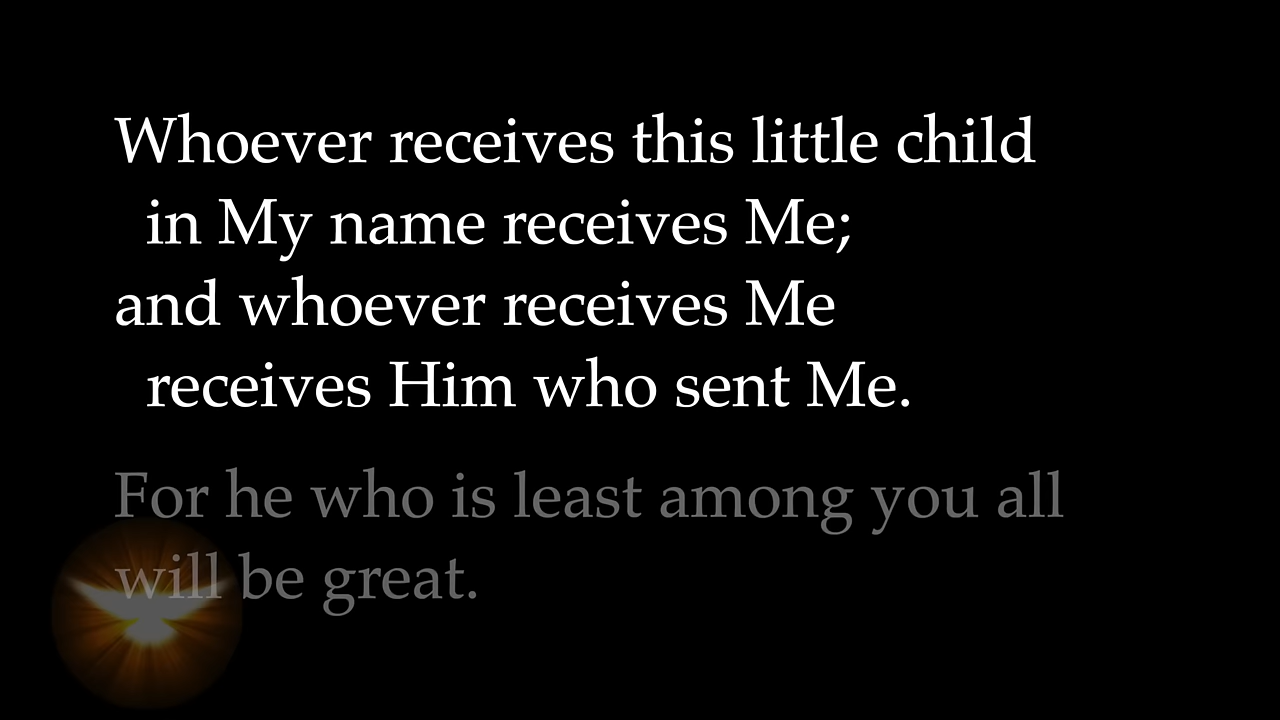 Whoever receives this little child
in My name receives Me;
and whoever receives Me
receives Him who sent Me.
For he who is least among you all
will be great.